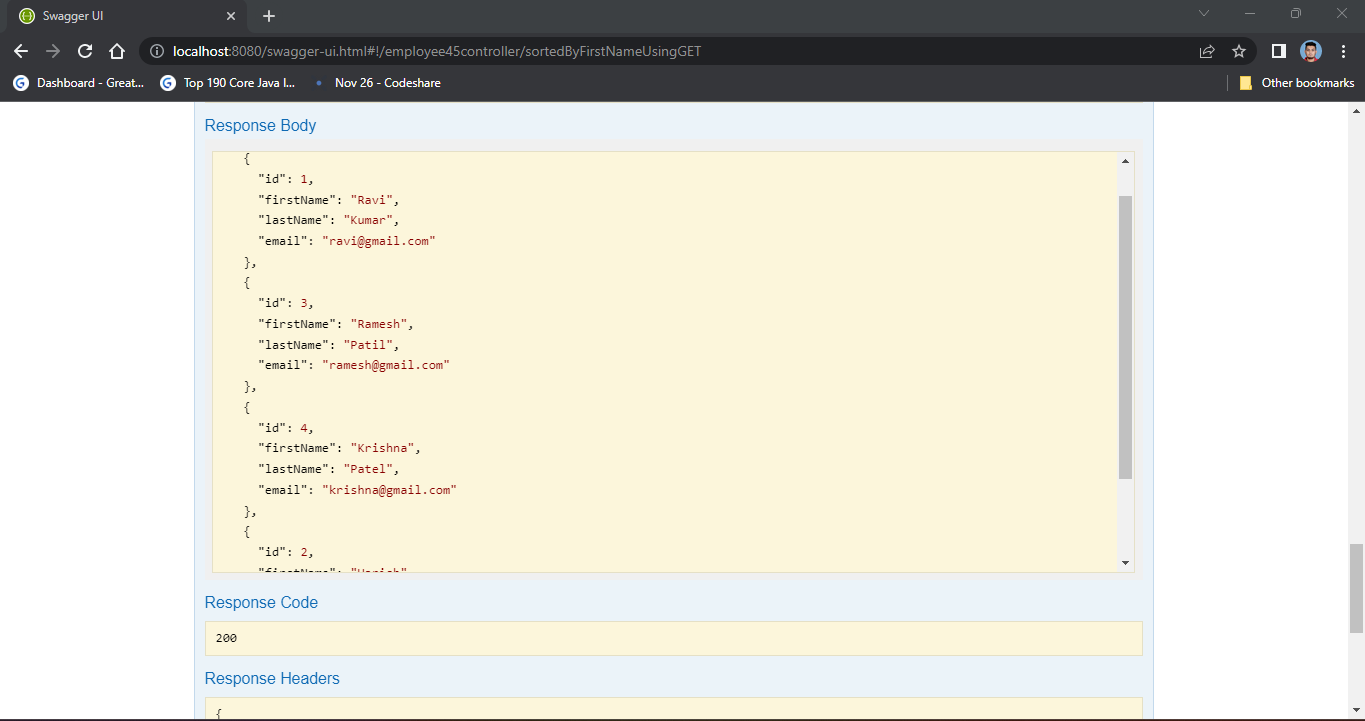 Swagger UI
localhost:8080/swagger-ui.html#!/employee45controller/sortedByFirstNameUsingGET
Dashboard - Great...
Top 190 Core Java I...
Nov 26 - Codeshare
Other bookmarks
Response Body
{
"id": 1,
"firstName": "Ravi",
"lastName": "Kumar",
"email": "ravi@gmail.com"
},
{
"id": 3,
"firstName": "Ramesh",
"lastName": "Patil",
"email": "ramesh@gmail.com"
},
{
"id": 4,
"firstName": "Krishna",
"lastName": "Patel",
"email": "krishna@gmail.com"
},
{
"id": 2,
"firstName":
Response Code
200
Response Headers
{